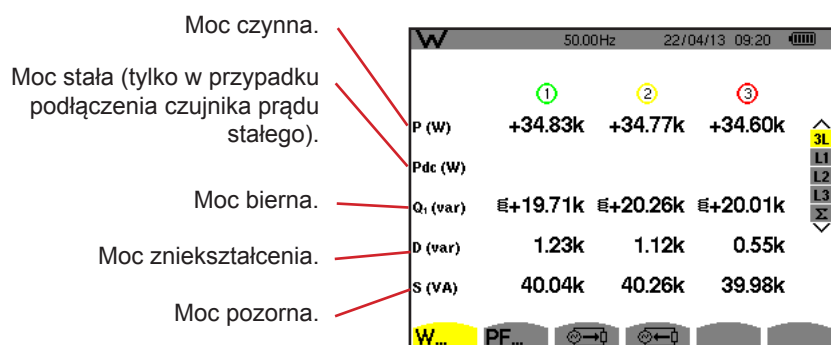 Moc czynna.
Moc stała (tylko w przypadku
podłączenia czujnika prądu
stałego).
Moc bierna.
Moc zniekształcenia.
Moc pozorna.
W 50.00Hz 22/04/13 09:20
1 2 3
P (W) +34.83k +34.77k +34.60k
Pdc (W)
Q₁ (var) +19.71k +20.26k +20.01k
D (var) 1.23k 1.12k 0.55k
S (VA) 40.04k 40.26k 39.98k
3L
L1
L2
L3
Σ
W... PF...